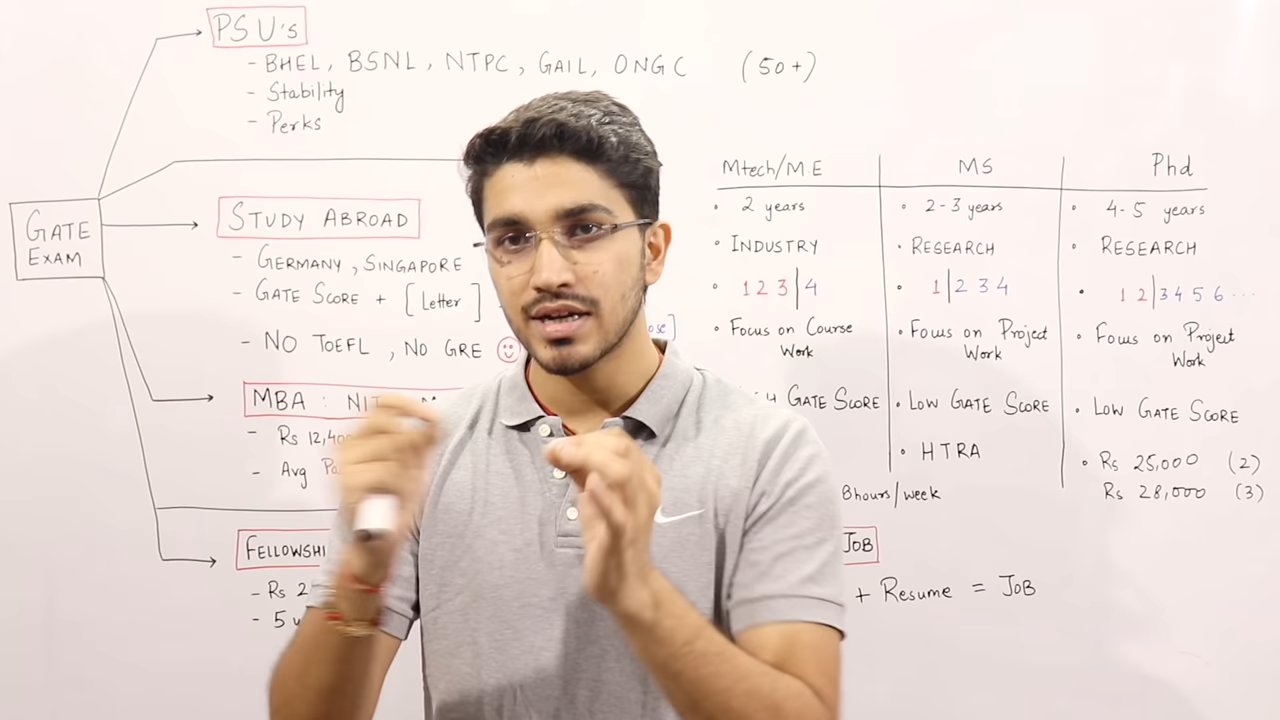 PSU's
- BHEL, BSNL, NTPC, GAIL, ONGC (50+)
- Stability
- Perks
GATE
EXAM
STUDY ABROAD
- GERMANY, SINGAPORE
- GATE SCORE + [Letter]
- NO TOEFL, NO GRE
MBA :
- Rs
- Avg
- Rs
- 5
Mtech/M.E
• 2 years
• INDUSTRY
• 1 2 3 | 4
• Focus on Course
Work
GATE SCORE
8hours/week
MS
• 2-3 years
• RESEARCH
• 1 | 2 3 4
• Focus on Project
Work
• LOW GATE SCORE
• HTRA
Phd
• 4-5 years
• RESEARCH
• 1 2 | 3 4 5 6 ...
• Focus on Project
Work
• LOW GATE SCORE
• Rs 25,000 (2)
Rs 28,000 (3)
JOB
+ Resume = JOB